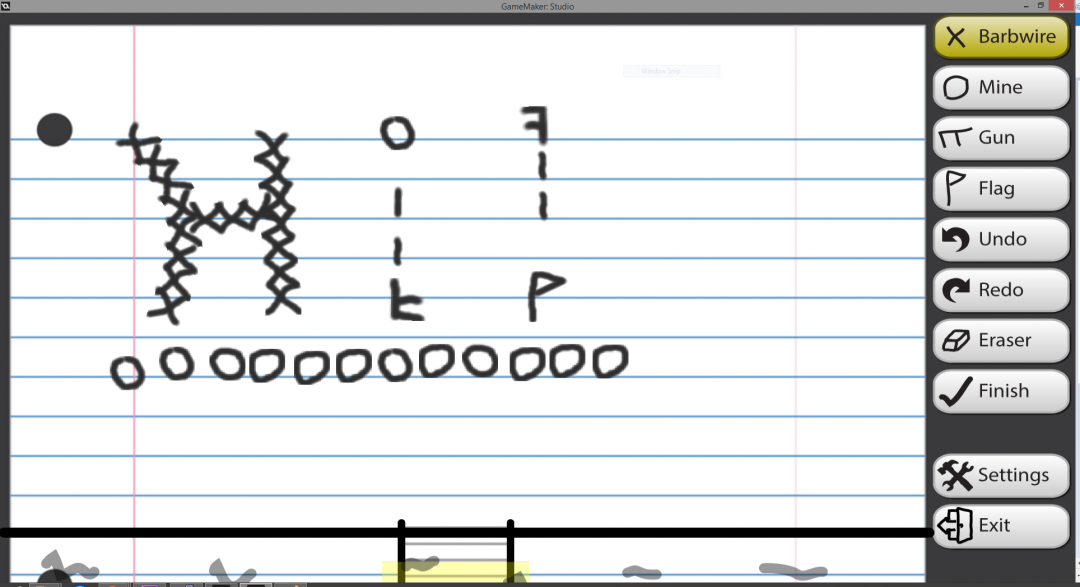 GameMaker: Studio
Barbwire
Mine
Gun
Flag
Undo
Redo
Eraser
Finish
Settings
Exit